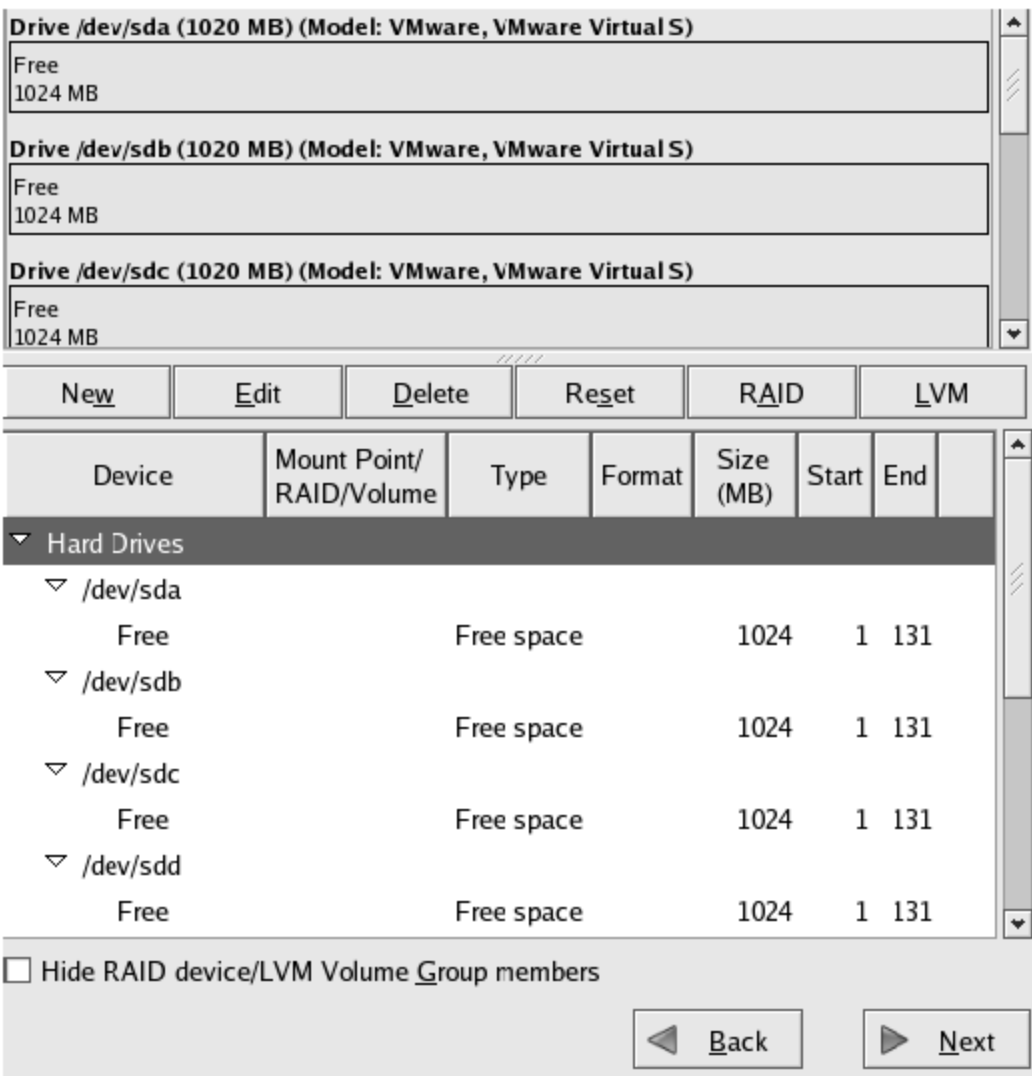 Drive /dev/sda (1020 MB) (Model: VMware, VMware Virtual S)
Free
1024 MB
Drive /dev/sdb (1020 MB) (Model: VMware, VMware Virtual S)
Free
1024 MB
Drive /dev/sdc (1020 MB) (Model: VMware, VMware Virtual S)
Free
1024 MB
New Edit Delete Reset RAID LVM
Device Mount Point/ RAID/Volume Type Format Size (MB) Start End
Hard Drives
/dev/sda
Free Free space 1024 1 131
/dev/sdb
Free Free space 1024 1 131
/dev/sdc
Free Free space 1024 1 131
/dev/sdd
Free Free space 1024 1 131
Hide RAID device/LVM Volume Group members
Back Next